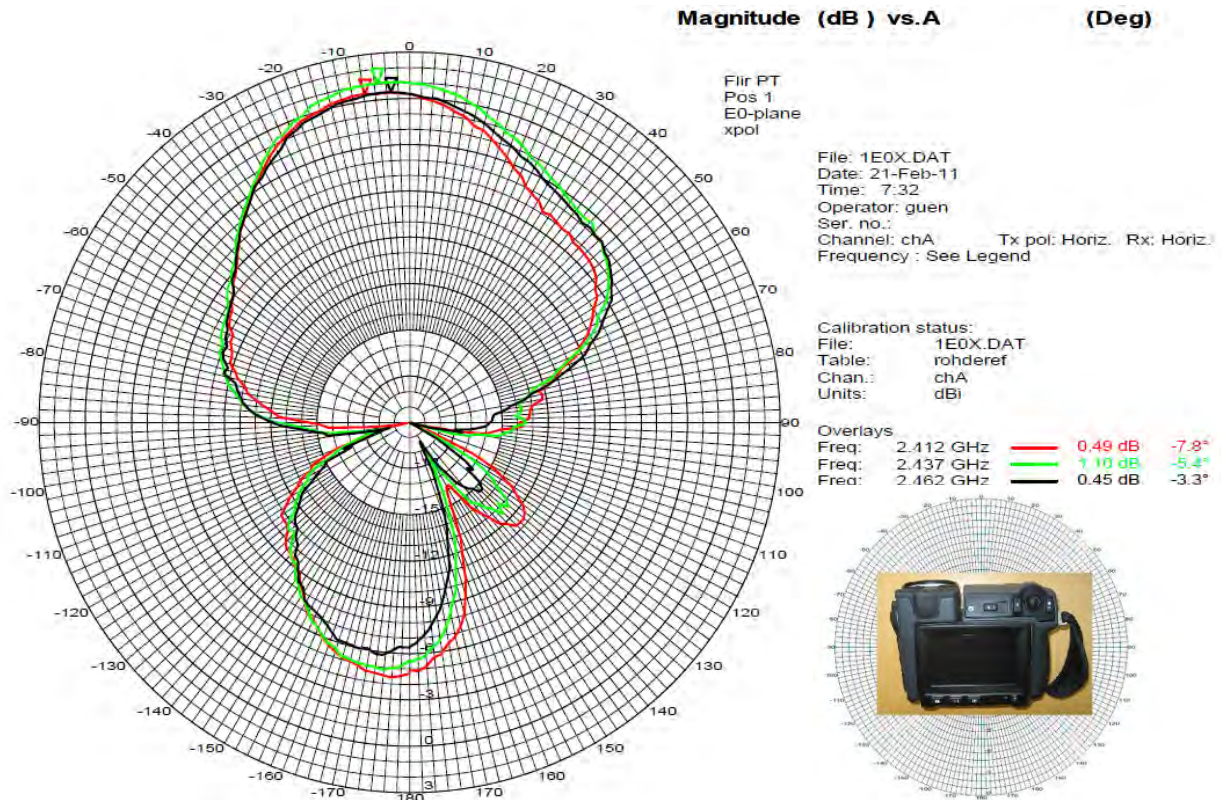 Magnitude (dB ) vs.A (Deg)
Flir PT
Pos 1
E0-plane
xpol
File: 1E0X.DAT
Date: 21-Feb-11
Time: 7:32
Operator: guen
Ser. no.:
Channel: chA Tx pol: Horiz. Rx: Horiz.
Frequency : See Legend
Calibration status:
File: 1E0X.DAT
Table: rohderef
Chan.: chA
Units: dBi
Overlays
Freq: 2.412 GHz 0.49 dB -7.8°
Freq: 2.437 GHz 1.10 dB -5.4°
Freq: 2.462 GHz 0.45 dB -3.3°
-10 0 10
-20 20
-30 30
-40 40
-50 50
-60 60
-70 70
-80 80
-90 90
-100 100
-110 110
-120 120
-130 130
-140 140
-150 150
-160 160
-170 180 170
-15
-12
-9
-6
-3
0
3